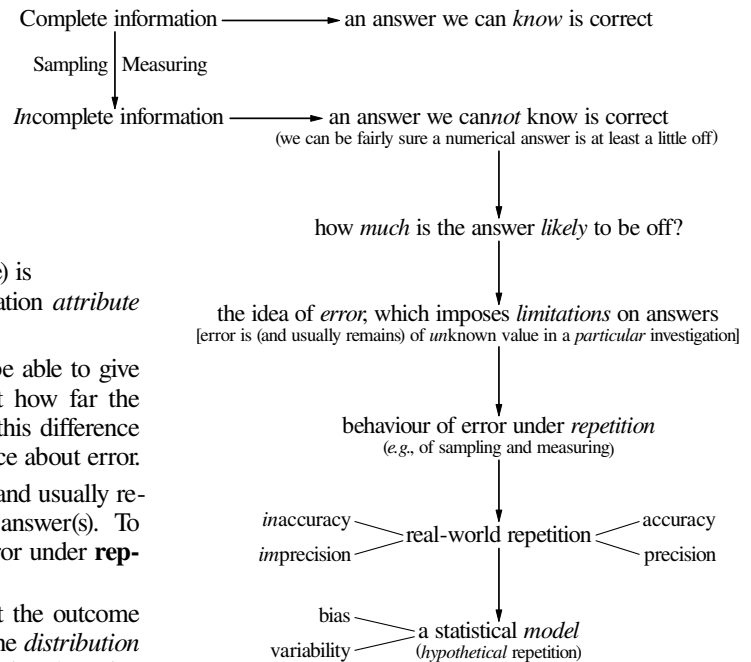 Complete information an answer we can know is correct
Sampling Measuring
Incomplete information an answer we cannot know is correct
(we can be fairly sure a numerical answer is at least a little off)
how much is the answer likely to be off?
the idea of error, which imposes limitations on answers
[error is (and usually remains) of unknown value in a particular investigation]
behaviour of error under repetition
(e.g., of sampling and measuring)
inaccuracy accuracy
real-world repetition
imprecision precision
bias
a statistical model
variability (hypothetical repetition)
) is
ation attribute
be able to give
t how far the
this difference
ce about error.
and usually re-
answer(s). To
ror under rep-
t the outcome
ne distribution